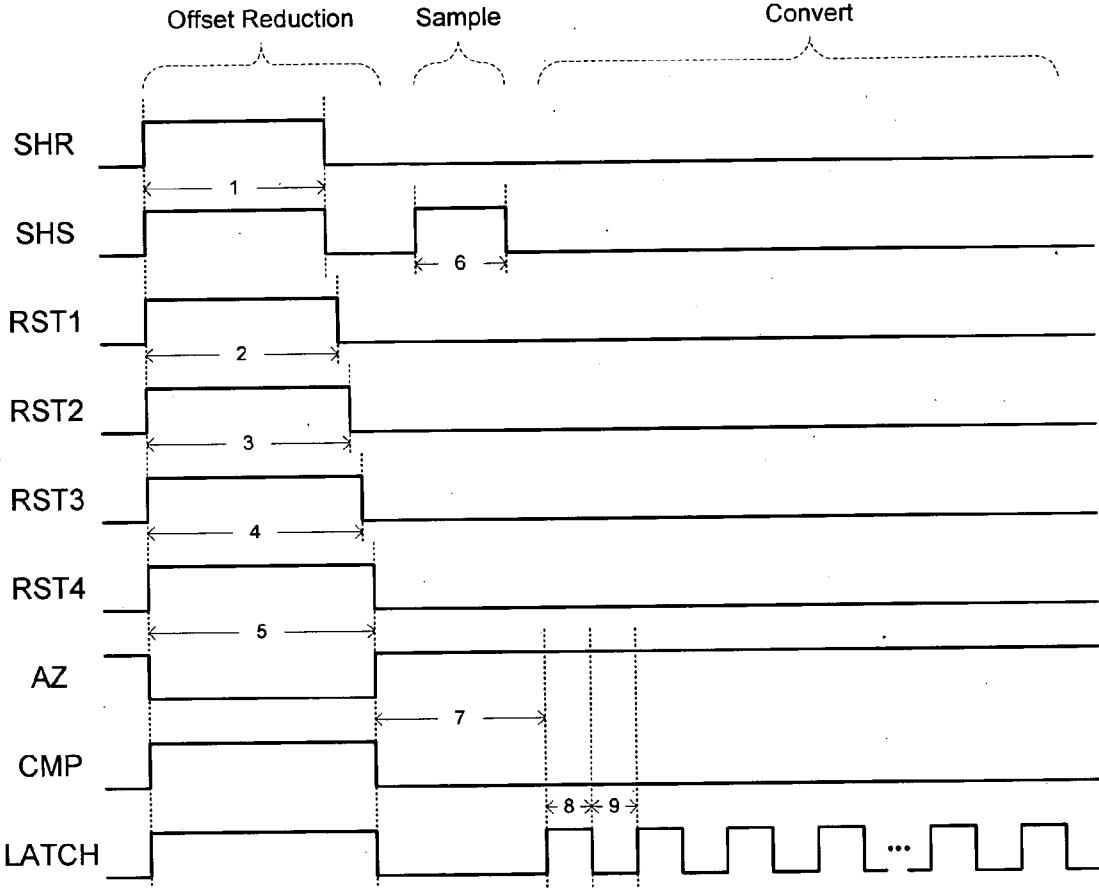 Offset Reduction Sample Convert
SHR
1
SHS
6
RST1
2
RST2
3
RST3
4
RST4
5
AZ
7
CMP
8 9
LATCH
...